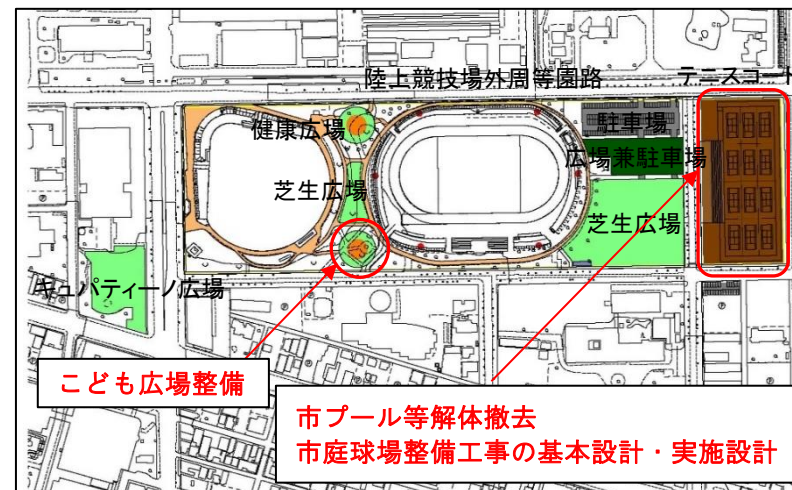 陸上競技場外周等園路
テニスコート
健康広場
駐車場
広場兼駐車場
芝生広場
芝生広場
キュパティーノ広場
こども広場整備
市プール等解体撤去
市庭球場整備工事の基本設計・実施設計